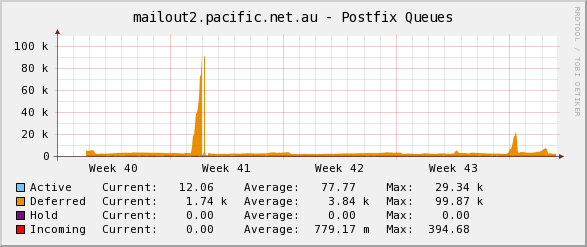 mailout2.pacific.net.au - Postfix Queues
RRDTOOL / TOBI OETIKER
100 k
80 k
60 k
40 k
20 k
0
Week 40 Week 41 Week 42 Week 43
Active Current: 12.06 Average: 77.77 Max: 29.34 k
Deferred Current: 1.74 k Average: 3.84 k Max: 99.87 k
Hold Current: 0.00 Average: 0.00 Max: 0.00
Incoming Current: 0.00 Average: 779.17 m Max: 394.68